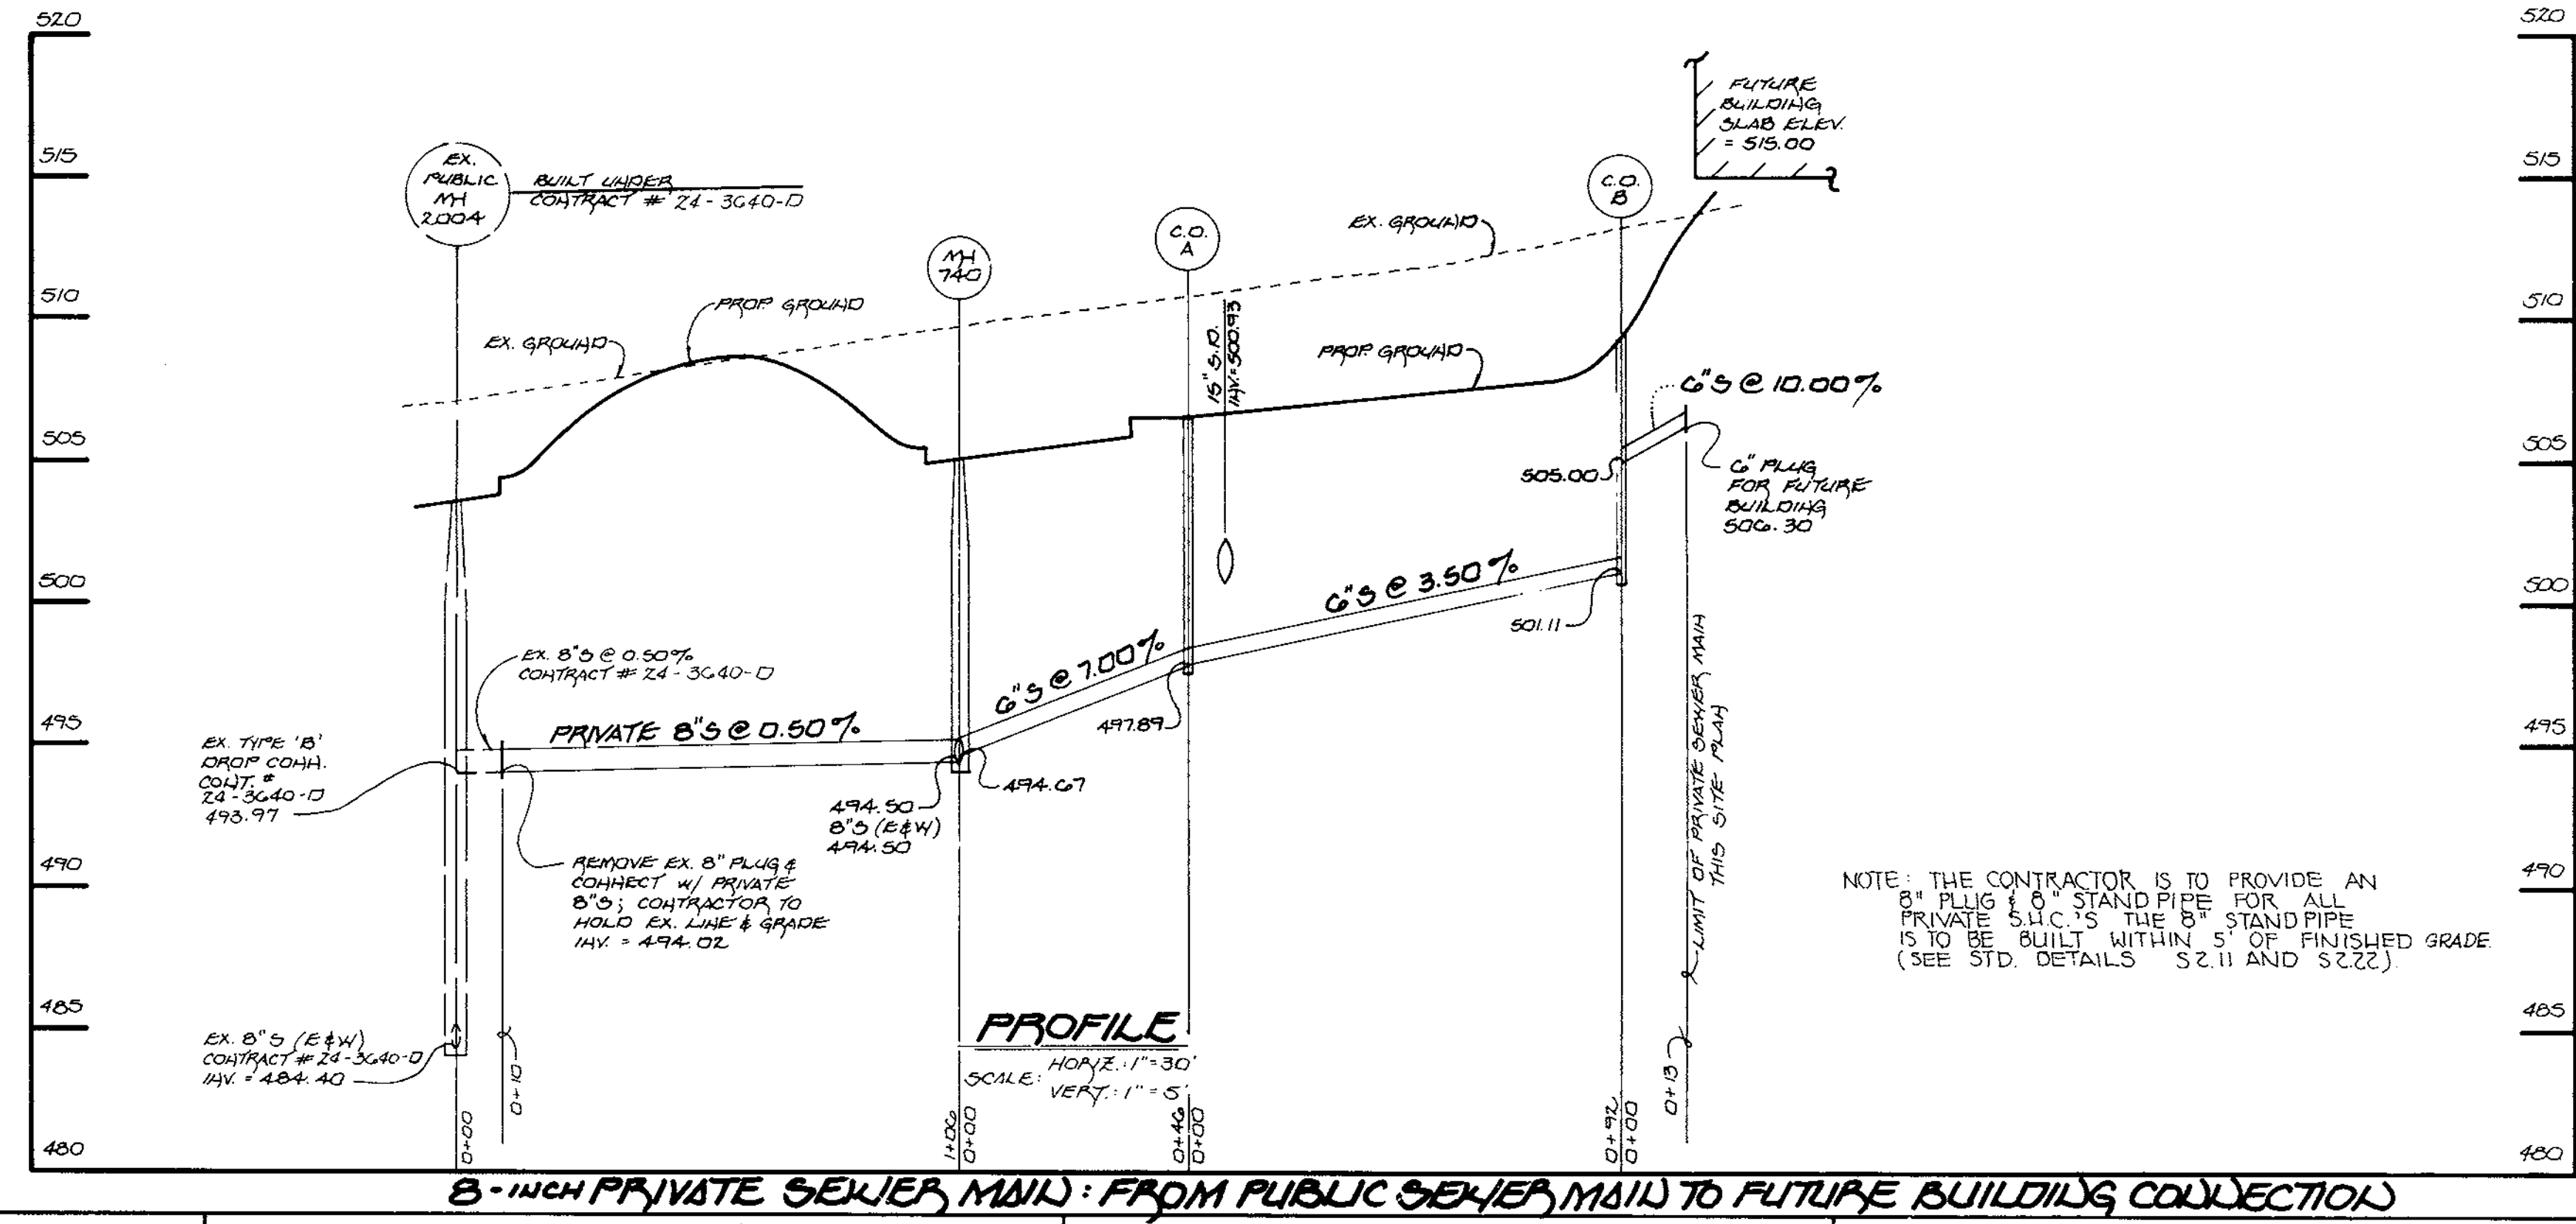 520
520
515
515
510
510
505
505
500
500
495
495
490
490
485
485
480
480
EX.
PUBLIC
MH
2004
BUILT UNDER
CONTRACT # 24-3640-D
MH
740
C.O.
A
C.O.
B
FUTURE
BUILDING
SLAB ELEV.
= 515.00
EX. GROUND
PROP. GROUND
EX. GROUND
PROP. GROUND
15" S.D.
INV.=500.93
6"S @ 10.00%
505.00
6" PLUG
FOR FUTURE
BUILDING
506.30
6"S @ 3.50%
501.11
6"S @ 7.00%
497.89
EX. 8"S @ 0.50%
CONTRACT # 24-3640-D
PRIVATE 8"S @ 0.50%
EX. TYPE 'B'
DROP CONN.
CONT. #
24-3640-D
493.97
494.67
494.50
8"S (E&W)
494.50
REMOVE EX. 8" PLUG &
CONNECT W/ PRIVATE
8"S; CONTRACTOR TO
HOLD EX. LINE & GRADE
INV. = 494.02
EX. 8"S (E&W)
CONTRACT # 24-3640-D
INV. = 484.40
LIMIT OF PRIVATE SEWER MAIN
THIS SITE PLAN
NOTE: THE CONTRACTOR IS TO PROVIDE AN
8" PLUG & 8" STAND PIPE FOR ALL
PRIVATE S.H.C.'S THE 8" STANDPIPE
IS TO BE BUILT WITHIN 5' OF FINISHED GRADE.
(SEE STD. DETAILS S2.11 AND S2.22).
PROFILE
SCALE: HORIZ.: 1"=30'
VERT.: 1"=5'
0+00
0+10
1+06
0+00
0+46
0+00
0+92
0+00
0+13
8-INCH PRIVATE SEWER MAIN: FROM PUBLIC SEWER MAIN TO FUTURE BUILDING CONNECTION